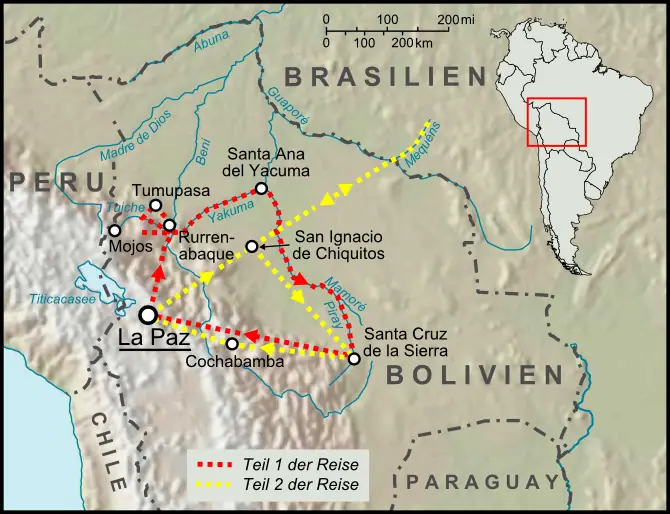 0 100 200 mi
0 100 200 km
Abuna
BRASILIEN
Guaporé
Madre de Dios
Beni
Mequéns
Santa Ana
del Yacuma
PERU
Tumupasa
Tuiche
Yakuma
Mojos
Rurren-
abaque
San Ignacio
de Chiquitos
Titicacasee
Mamoré
Piray
La Paz
Santa Cruz
de la Sierra
Cochabamba
BOLIVIEN
CHILE
Teil 1 der Reise
Teil 2 der Reise
PARAGUAY